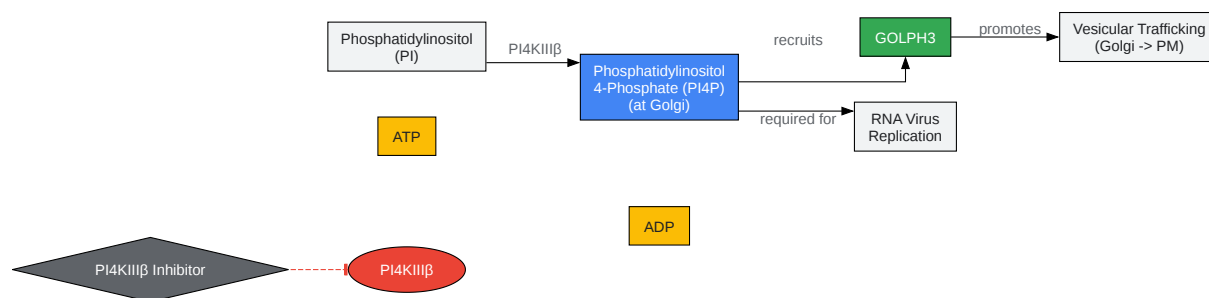 Phosphatidylinositol
(PI)
PI4KIIIβ
Phosphatidylinositol
4-Phosphate (PI4P)
(at Golgi)
recruits
GOLPH3
promotes
Vesicular Trafficking
(Golgi -> PM)
required for
RNA Virus
Replication
ATP
ADP
PI4KIIIβ Inhibitor
PI4KIIIβ